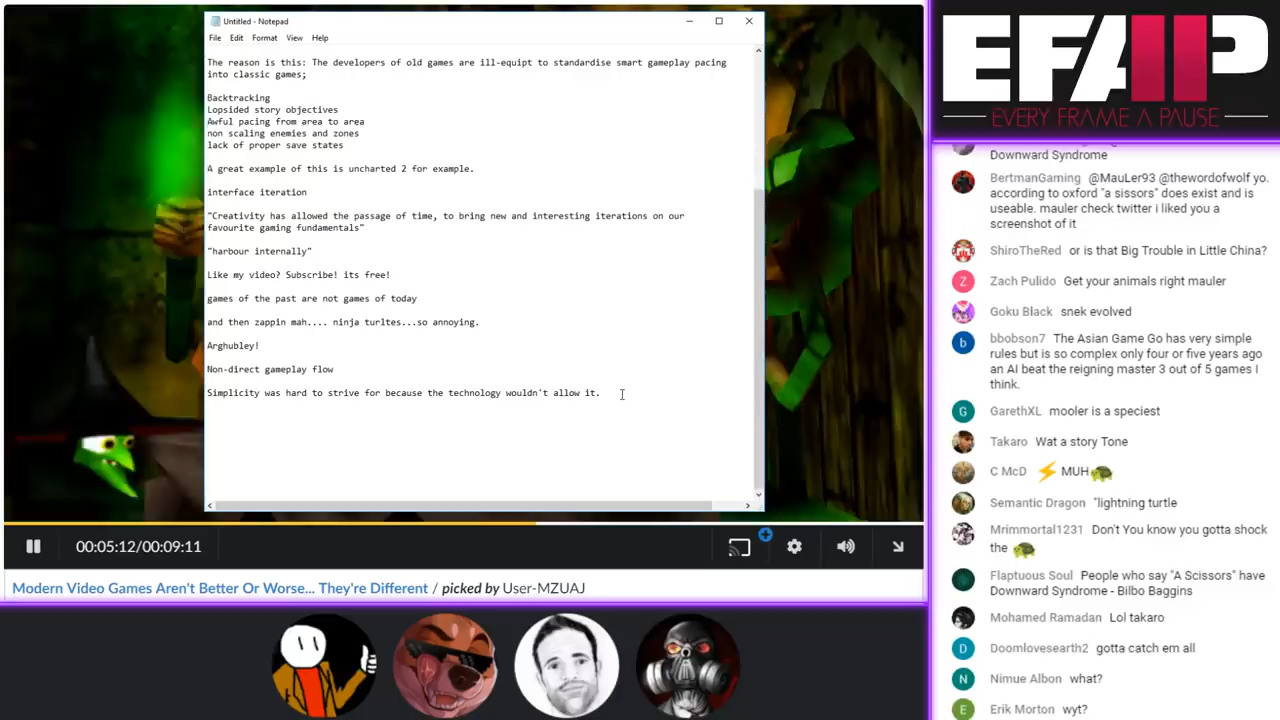 Untitled - Notepad
File Edit Format View Help
The reason is this: The developers of old games are ill-equipt to standardise smart gameplay pacing
into classic games;
Backtracking
Lopsided story objectives
Awful pacing from area to area
non scaling enemies and zones
lack of proper save states
A great example of this is uncharted 2 for example.
interface iteration
"Creativity has allowed the passage of time, to bring new and interesting iterations on our
favourite gaming fundamentals"
"harbour internally"
Like my video? Subscribe! its free!
games of the past are not games of today
and then zappin mah.... ninja turltes...so annoying.
Arghubley!
Non-direct gameplay flow
Simplicity was hard to strive for because the technology wouldn't allow it.
00:05:12/00:09:11
Modern Video Games Aren't Better Or Worse... They're Different / picked by User-MZUAJ
EFAP
EVERY FRAME A PAUSE
Downward Syndrome
BertmanGaming @MauLer93 @thewordofwolf yo.
according to oxford "a sissors" does exist and is
useable. mauler check twitter i liked you a
screenshot of it
ShiroTheRed or is that Big Trouble in Little China?
Z
Zach Pulido Get your animals right mauler
Goku Black snek evolved
b
bbobson7 The Asian Game Go has very simple
rules but is so complex only four or five years ago
an AI beat the reigning master 3 out of 5 games I
think.
G
GarethXL mooler is a speciest
Takaro Wat a story Tone
C McD ⚡ MUH🐢
Semantic Dragon "lightning turtle
Mrimmortal1231 Don't You know you gotta shock
the 🐢
Flaptuous Soul People who say "A Scissors" have
Downward Syndrome - Bilbo Baggins
Mohamed Ramadan Lol takaro
D
Doomlovesearth2 gotta catch em all
N
Nimue Albon what?
E
Erik Morton wyt?